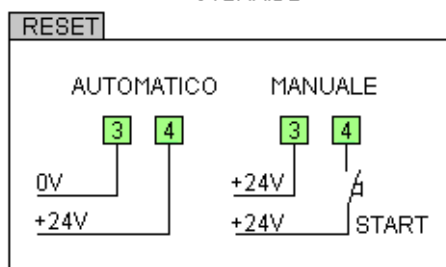 RESET
AUTOMATICO MANUALE
3 4 3 4
0V +24V
+24V +24V START